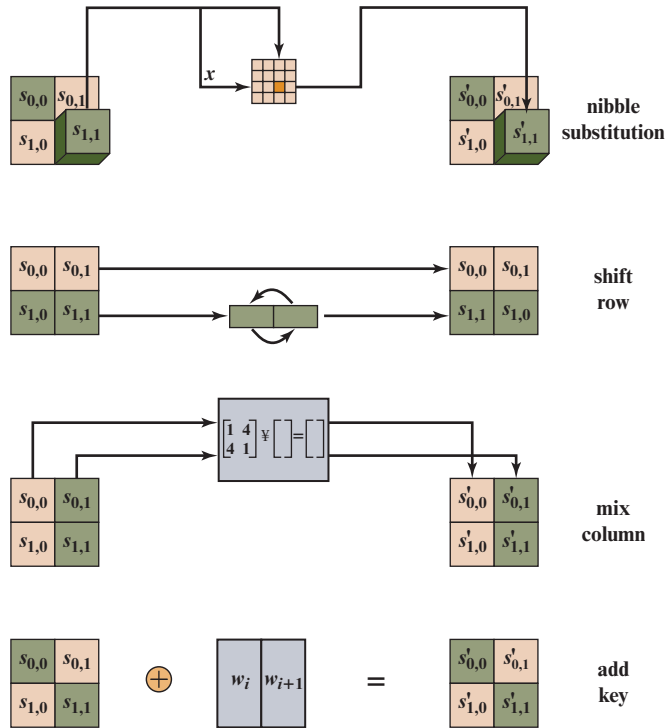 x
s0,0 s0,1 s'0,0 s'0,1
s1,0 s1,1 s'1,0 s'1,1
nibble
substitution
s0,0 s0,1 s0,0 s0,1
s1,0 s1,1 s1,1 s1,0
shift
row
1 4
4 1 ¥ =
s0,0 s0,1 s'0,0 s'0,1
s1,0 s1,1 s'1,0 s'1,1
mix
column
s0,0 s0,1 s'0,0 s'0,1
wi wi+1
+ =
s1,0 s1,1 s'1,0 s'1,1
add
key